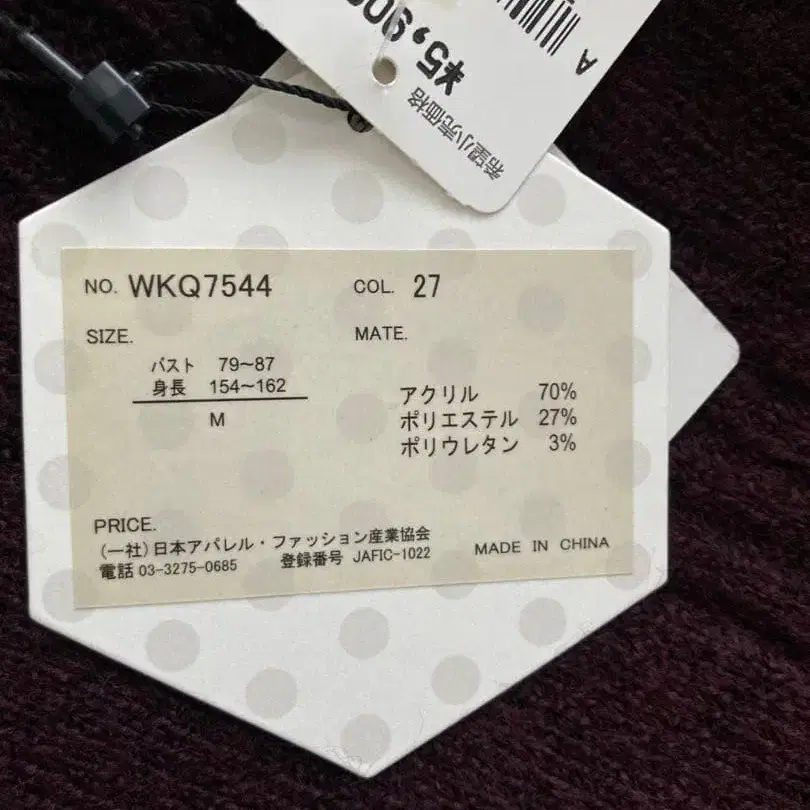 A
希望小売価格
¥5,900
NO. WKQ7544
COL. 27
SIZE.
バスト 79~87
身長 154~162
M
MATE.
アクリル 70%
ポリエステル 27%
ポリウレタン 3%
PRICE.
(一社)日本アパレル・ファッション産業協会
電話 03-3275-0685 登録番号 JAFIC-1022
MADE IN CHINA